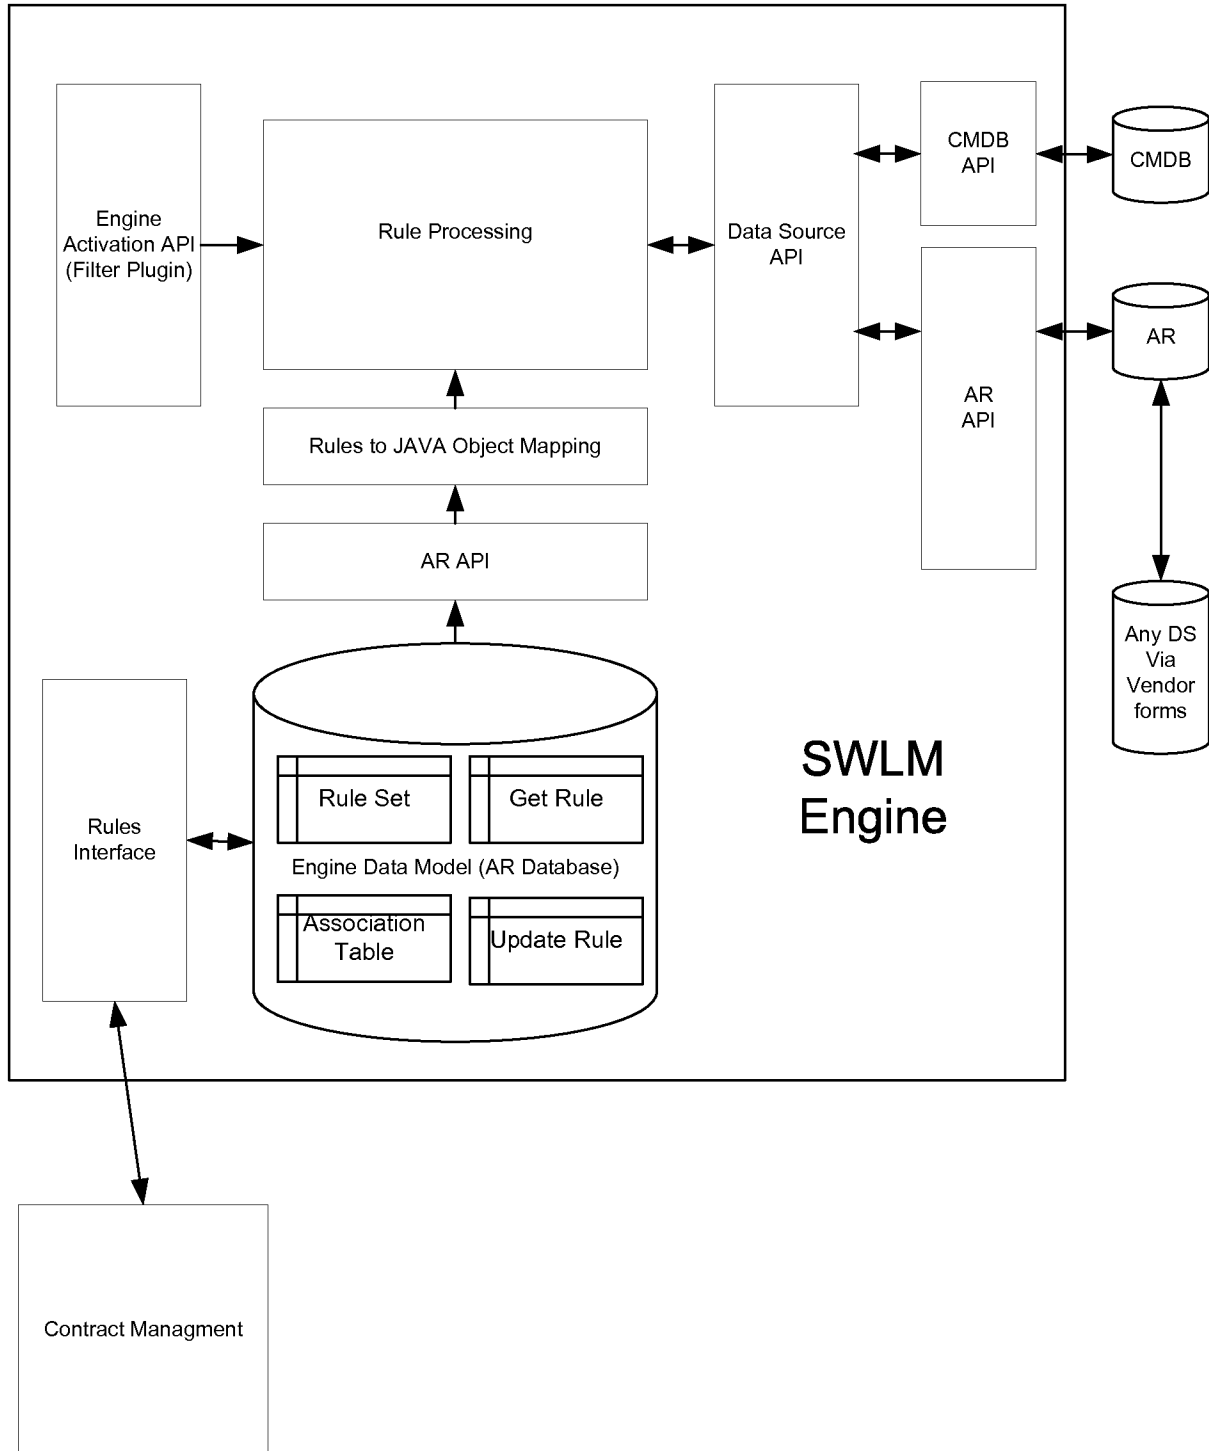 Engine
Activation API
(Filter Plugin)
Rule Processing
Data Source
API
CMDB
API
CMDB
AR
API
AR
Rules to JAVA Object Mapping
AR API
Any DS
Via
Vendor
forms
Rules
Interface
Rule Set
Get Rule
Engine Data Model (AR Database)
Association
Table
Update Rule
SWLM
Engine
Contract Managment